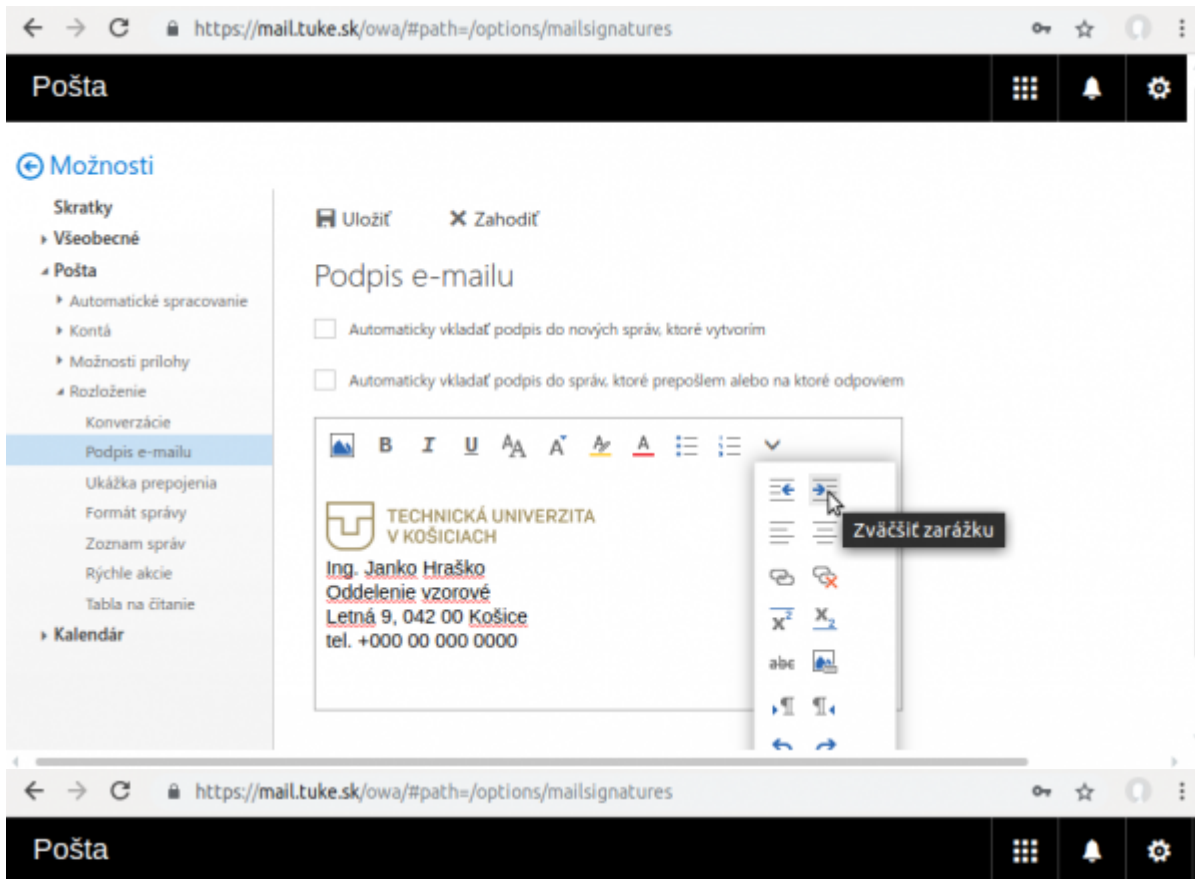 https://mail.tuke.sk/owa/#path=/options/mailsignatures
Pošta
Možnosti
Skratky
Všeobecné
Pošta
Automatické spracovanie
Kontá
Možnosti prílohy
Rozloženie
Konverzácie
Podpis e-mailu
Ukážka prepojenia
Formát správy
Zoznam správ
Rýchle akcie
Tabla na čítanie
Kalendár
Uložiť Zahodiť
Podpis e-mailu
Automaticky vkladať podpis do nových správ, ktoré vytvorím
Automaticky vkladať podpis do správ, ktoré prepošlem alebo na ktoré odpoviem
B I U AA A A A
TECHNICKÁ UNIVERZITA
V KOŠICIACH
Ing. Janko Hraško
Oddelenie vzorové
Letná 9, 042 00 Košice
tel. +000 00 000 0000
Zväčšiť zarážku
x² x₂
abc
https://mail.tuke.sk/owa/#path=/options/mailsignatures
Pošta